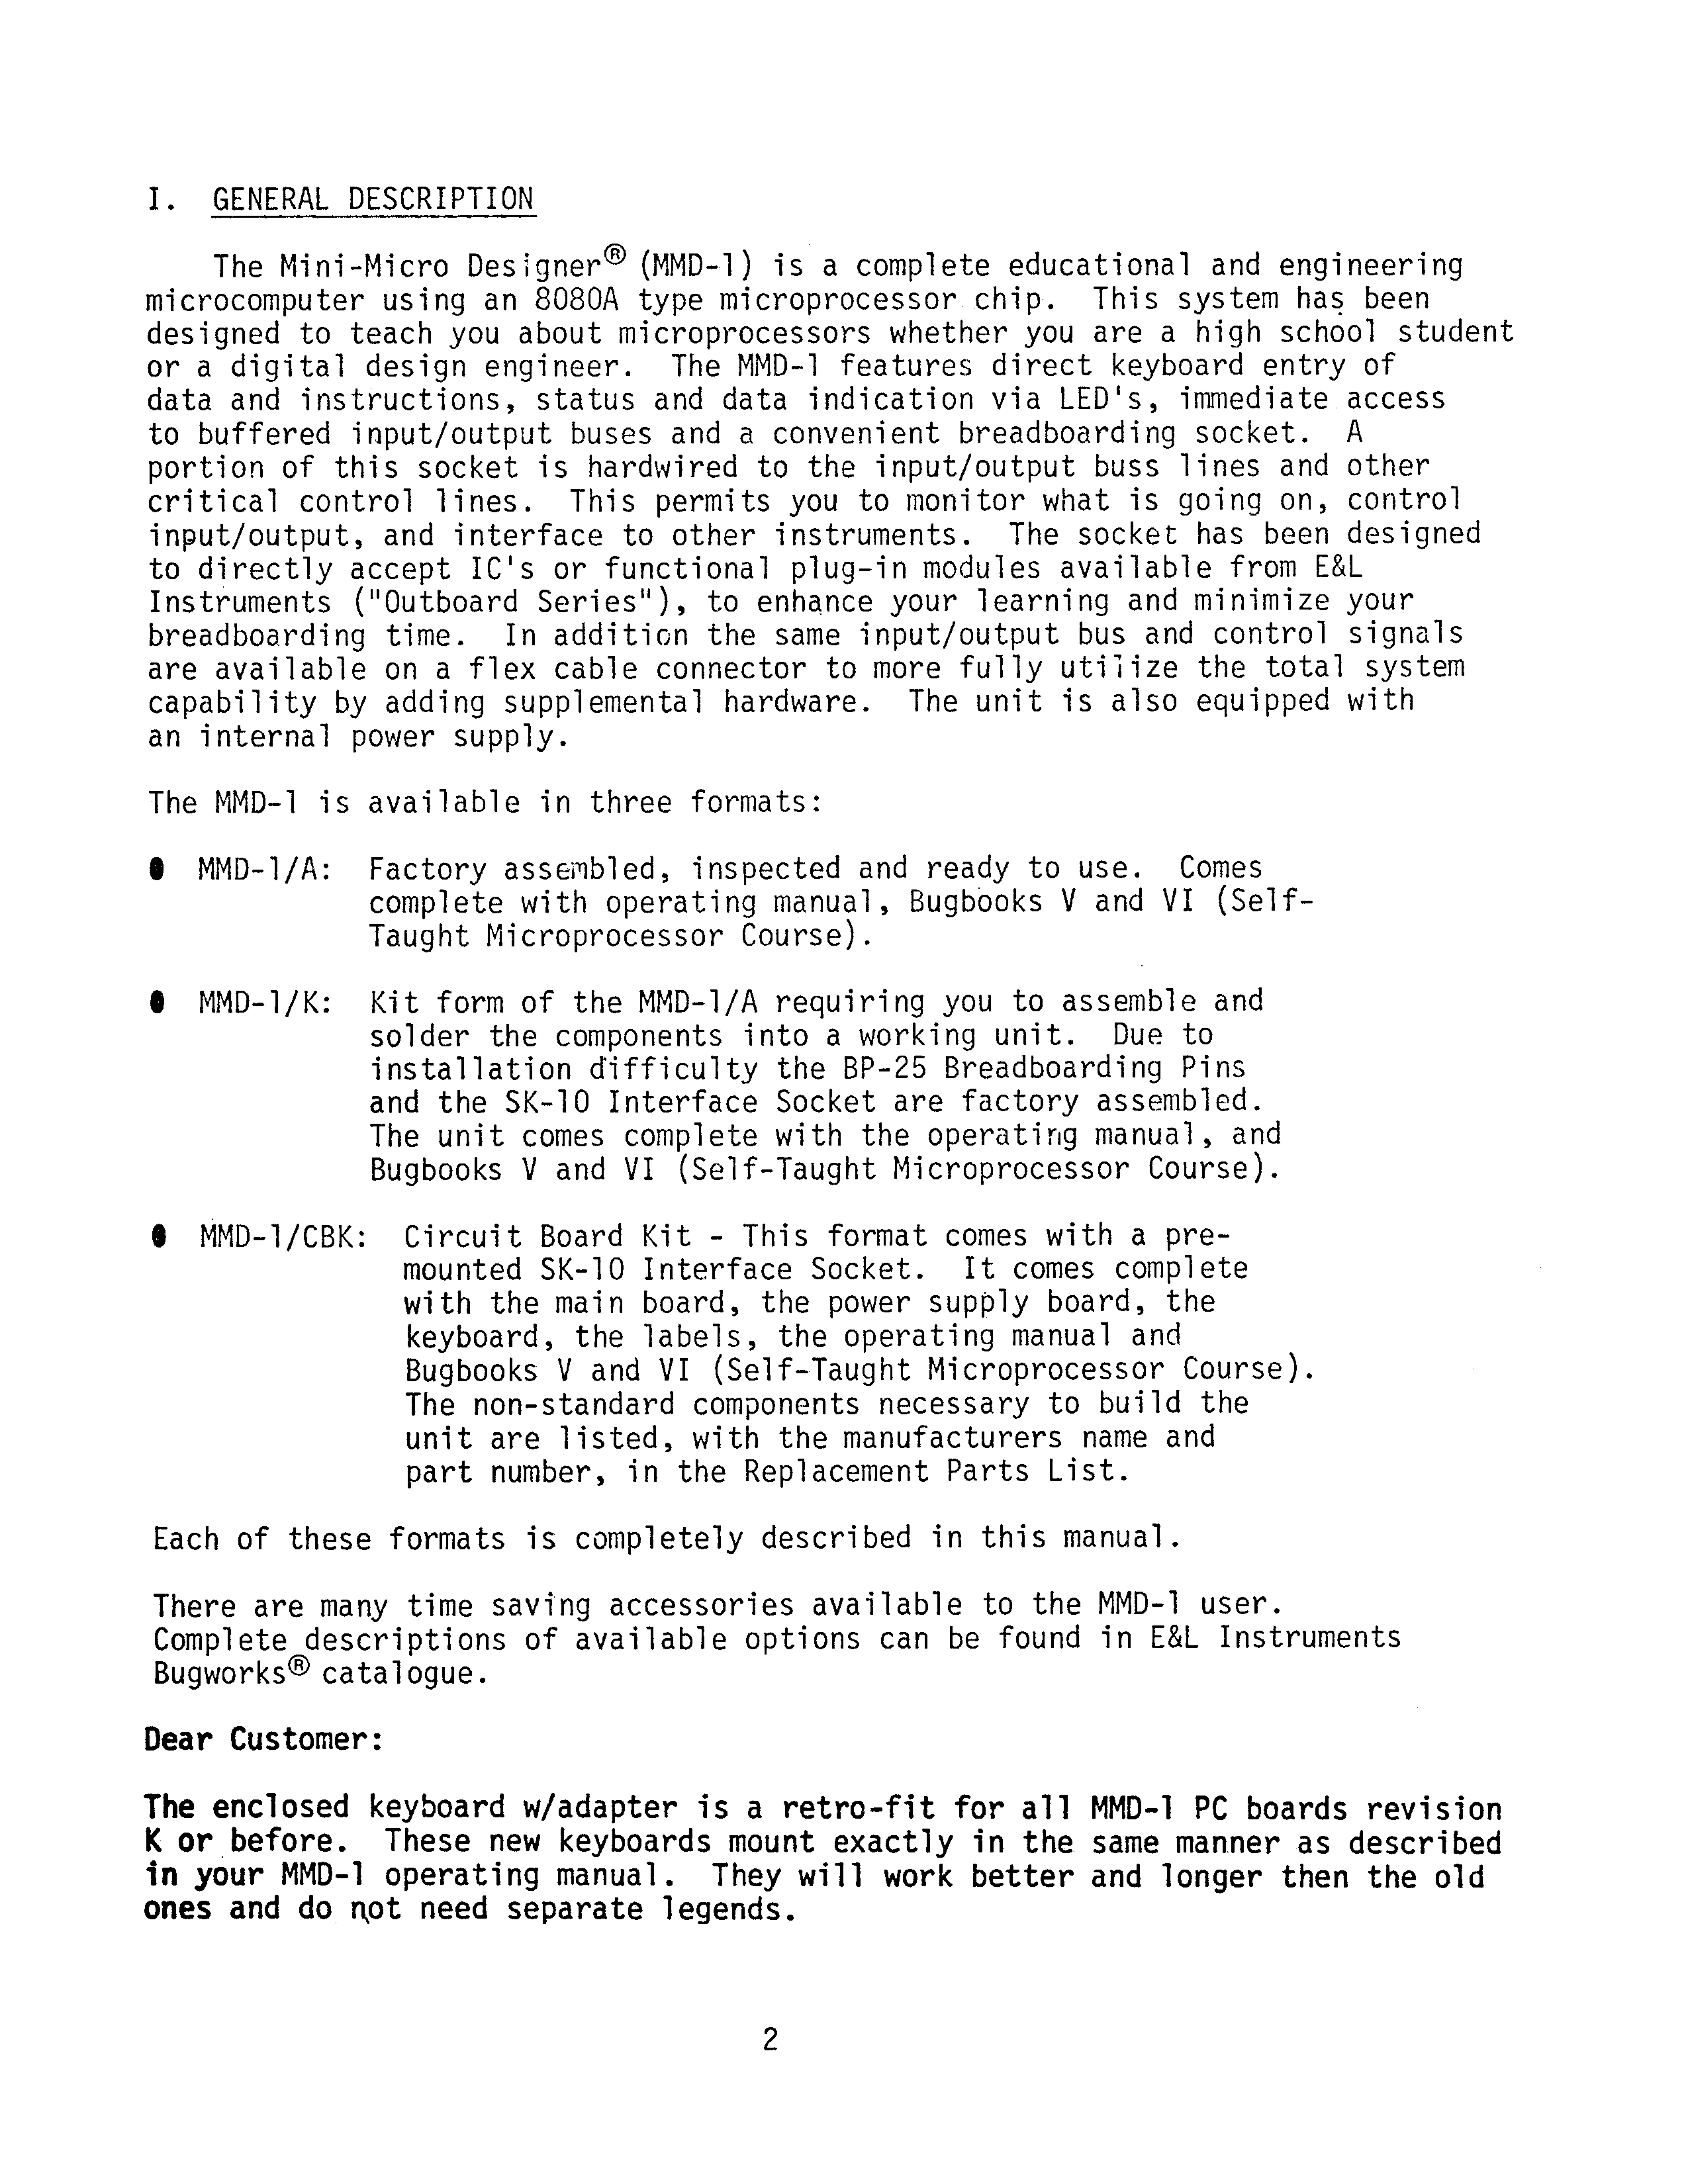 I. GENERAL DESCRIPTION
The Mini-Micro Designer® (MMD-1) is a complete educational and engineering
microcomputer using an 8080A type microprocessor chip. This system has been
designed to teach you about microprocessors whether you are a high school student
or a digital design engineer. The MMD-1 features direct keyboard entry of
data and instructions, status and data indication via LED's, immediate access
to buffered input/output buses and a convenient breadboarding socket. A
portion of this socket is hardwired to the input/output buss lines and other
critical control lines. This permits you to monitor what is going on, control
input/output, and interface to other instruments. The socket has been designed
to directly accept IC's or functional plug-in modules available from E&L
Instruments ("Outboard Series"), to enhance your learning and minimize your
breadboarding time. In addition the same input/output bus and control signals
are available on a flex cable connector to more fully utilize the total system
capability by adding supplemental hardware. The unit is also equipped with
an internal power supply.
The MMD-1 is available in three formats:
● MMD-1/A: Factory assembled, inspected and ready to use. Comes
complete with operating manual, Bugbooks V and VI (Self-
Taught Microprocessor Course).
● MMD-1/K: Kit form of the MMD-1/A requiring you to assemble and
solder the components into a working unit. Due to
installation difficulty the BP-25 Breadboarding Pins
and the SK-10 Interface Socket are factory assembled.
The unit comes complete with the operating manual, and
Bugbooks V and VI (Self-Taught Microprocessor Course).
● MMD-1/CBK: Circuit Board Kit - This format comes with a pre-
mounted SK-10 Interface Socket. It comes complete
with the main board, the power supply board, the
keyboard, the labels, the operating manual and
Bugbooks V and VI (Self-Taught Microprocessor Course).
The non-standard components necessary to build the
unit are listed, with the manufacturers name and
part number, in the Replacement Parts List.
Each of these formats is completely described in this manual.
There are many time saving accessories available to the MMD-1 user.
Complete descriptions of available options can be found in E&L Instruments
Bugworks® catalogue.
Dear Customer:
The enclosed keyboard w/adapter is a retro-fit for all MMD-1 PC boards revision
K or before. These new keyboards mount exactly in the same manner as described
in your MMD-1 operating manual. They will work better and longer then the old
ones and do not need separate legends.
2